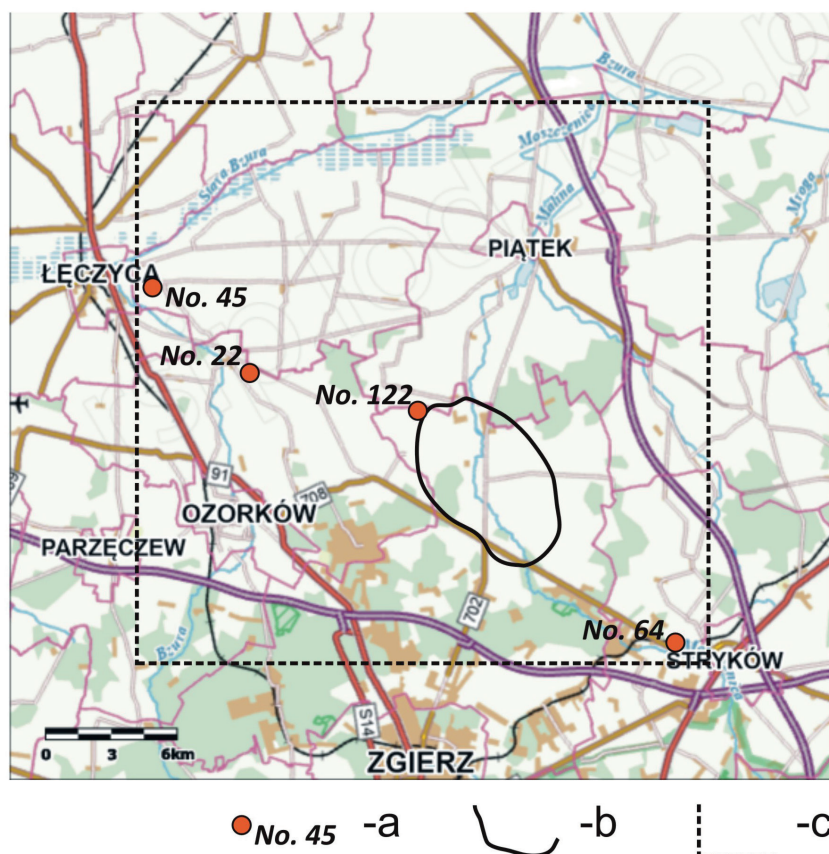 Bzura
Moszczenica
Stara Bzura
Malina
Mroga
PIĄTEK
ŁĘCZYCA
No. 45
No. 22
No. 122
91
708
OZORKÓW
PARZĘCZEW
702
No. 64
Bzura
STRYKÓW
S14
0 3 6km
ZGIERZ
No. 45 -a -b -c